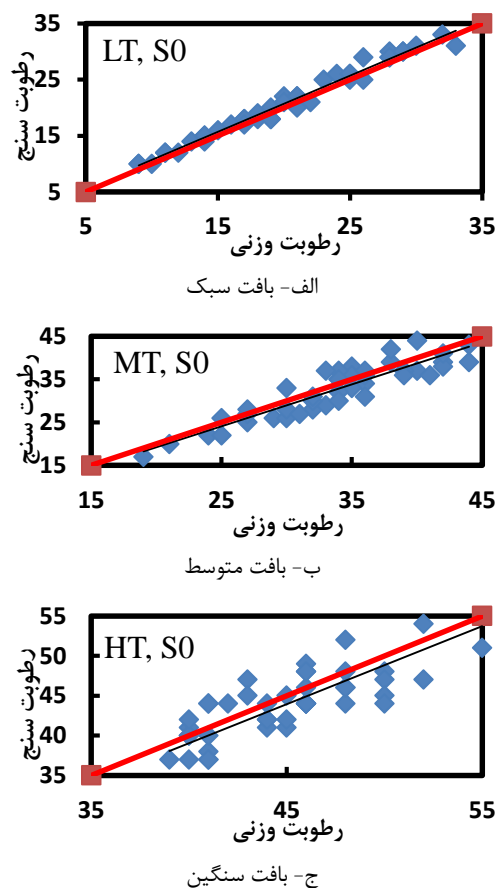 35
25
15
5
رطوبت سنج
LT, S0
5 15 25 35
رطوبت وزنی
الف- بافت سبک
45
35
25
15
رطوبت سنج
MT, S0
15 25 35 45
رطوبت وزنی
ب- بافت متوسط
55
50
45
40
35
رطوبت سنج
HT, S0
35 45 55
رطوبت وزنی
ج- بافت سنگین